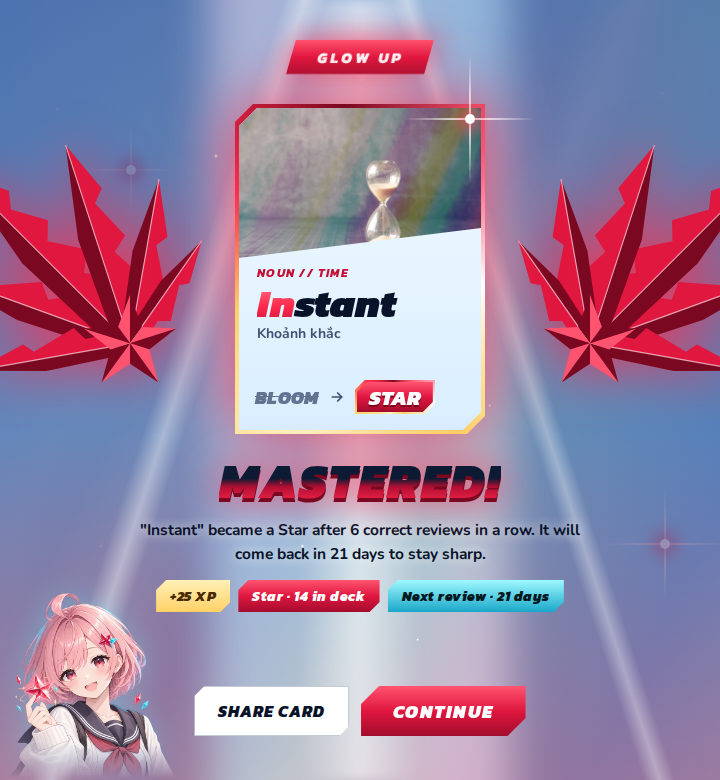 GLOW UP
NOUN // TIME
Instant
Khoảnh khắc
BLOOM → STAR
MASTERED!
"Instant" became a Star after 6 correct reviews in a row. It will
come back in 21 days to stay sharp.
+25 XP
Star · 14 in deck
Next review · 21 days
SHARE CARD
CONTINUE